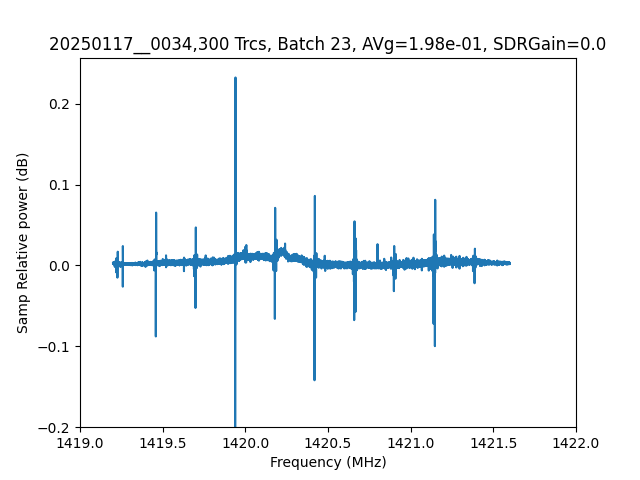 20250117__0034,300 Trcs, Batch 23, AVg=1.98e-01, SDRGain=0.0
Samp Relative power (dB)
0.2
0.1
0.0
−0.1
−0.2
1419.0 1419.5 1420.0 1420.5 1421.0 1421.5 1422.0
Frequency (MHz)